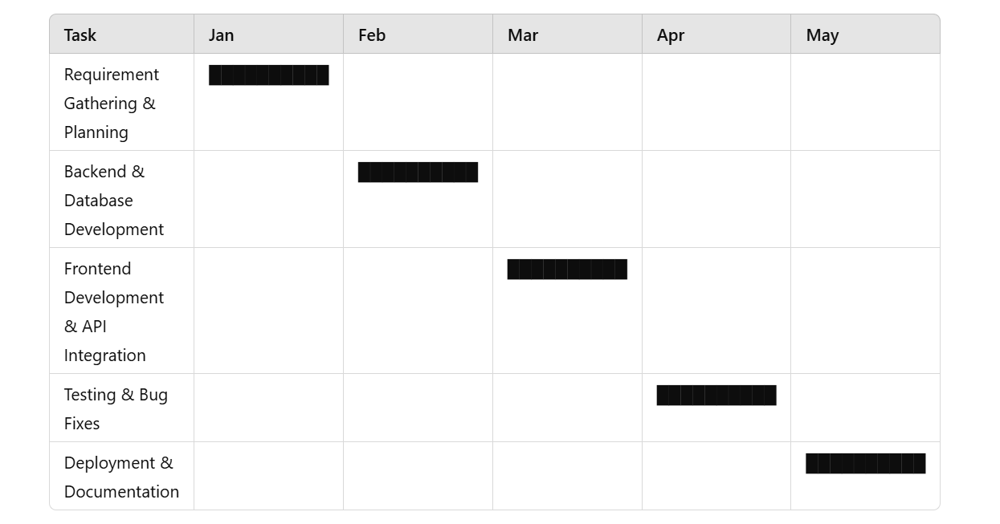 Task Jan Feb Mar Apr May
Requirement ██████████
Gathering &
Planning
Backend & ██████████
Database
Development
Frontend ██████████
Development
& API
Integration
Testing & Bug ██████████
Fixes
Deployment & ██████████
Documentation